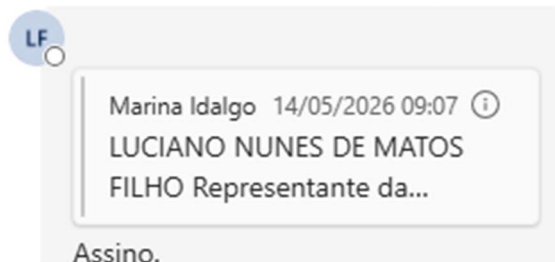 LF
Marina Idalgo 14/05/2026 09:07
LUCIANO NUNES DE MATOS
FILHO Representante da...
Assino.